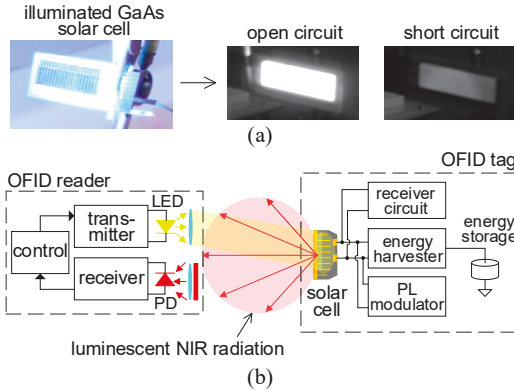 illuminated GaAs
solar cell
open circuit
short circuit
(a)
OFID reader
OFID tag
LED
trans-
mitter
control
receiver
PD
solar
cell
receiver
circuit
energy
harvester
PL
modulator
energy
storage
luminescent NIR radiation
(b)